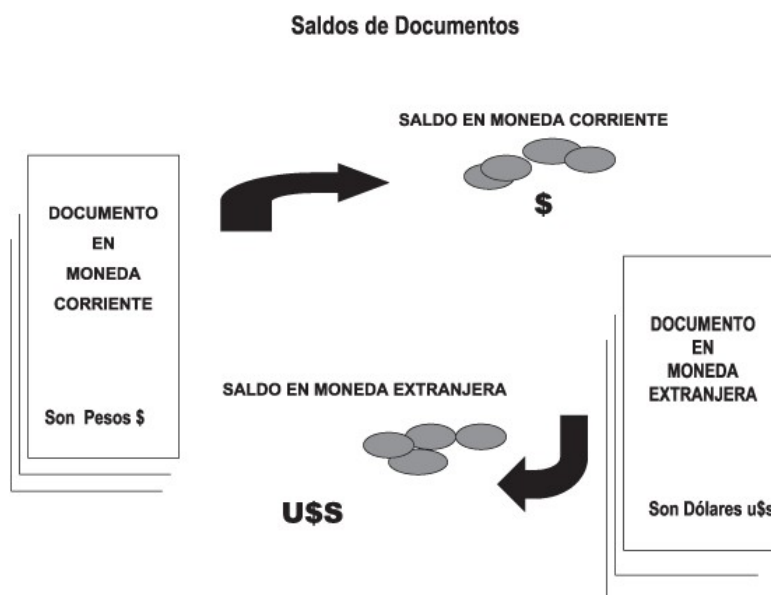 Saldos de Documentos
SALDO EN MONEDA CORRIENTE
$
DOCUMENTO
EN
MONEDA
CORRIENTE
Son Pesos $
DOCUMENTO
EN
MONEDA
EXTRANJERA
Son Dólares u$s
SALDO EN MONEDA EXTRANJERA
U$S